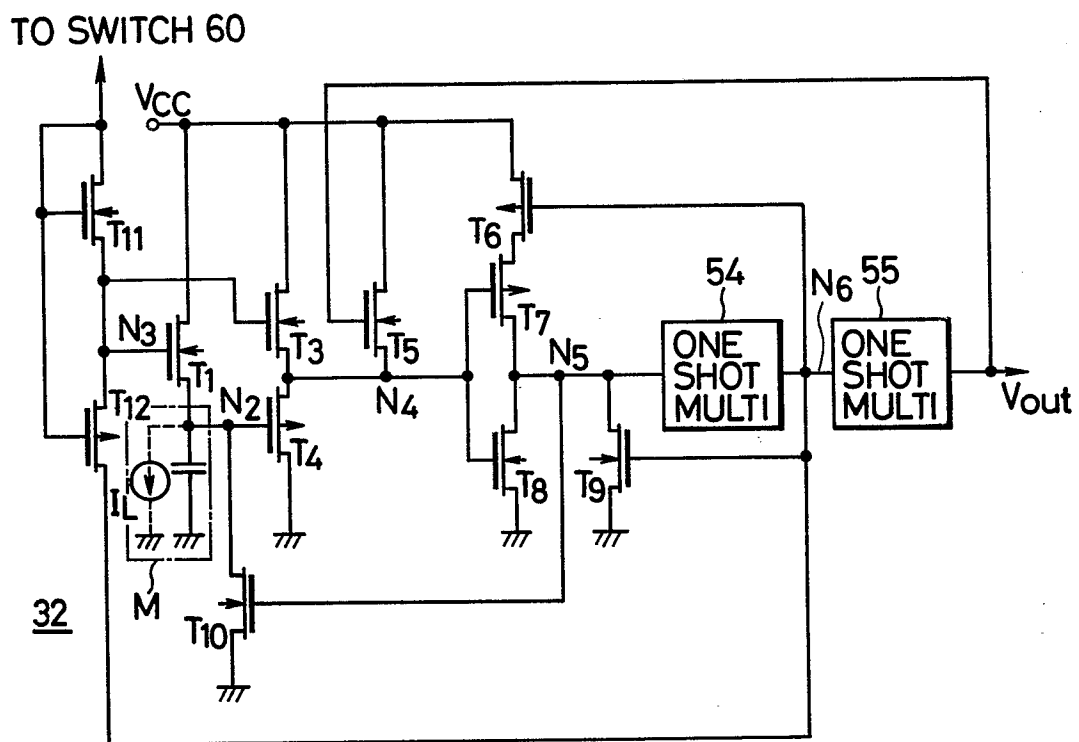 TO SWITCH 60
VCC
T11
T6
T7
54
N6
55
N3
T1
T3
T5
N5
ONE
SHOT
MULTI
ONE
SHOT
MULTI
Vout
T12
N2
N4
T4
T8
T9
IL
M
T10
32